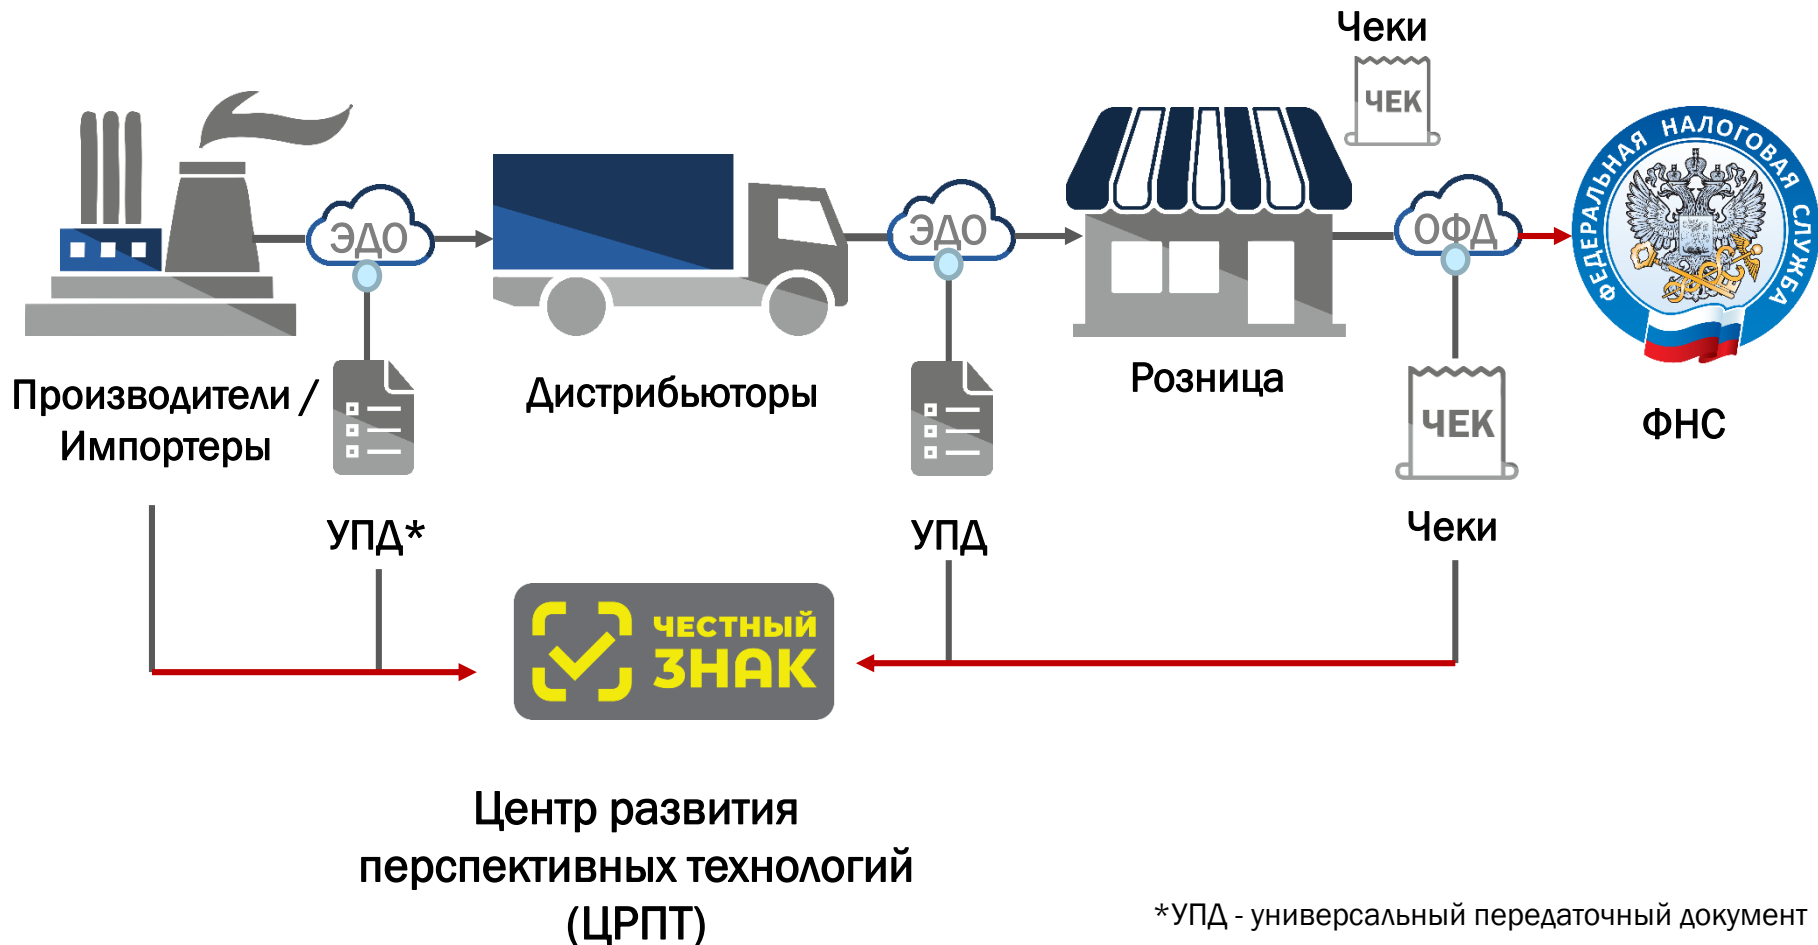 Чеки
ЧЕК
ФЕДЕРАЛЬНАЯ НАЛОГОВАЯ СЛУЖБА
ЭДО
ЭДО
ОФД
Производители /
Импортеры
Дистрибьюторы
Розница
ЧЕК
ФНС
УПД*
УПД
Чеки
ЧЕСТНЫЙ
ЗНАК
Центр развития
перспективных технологий
(ЦРПТ)
*УПД - универсальный передаточный документ